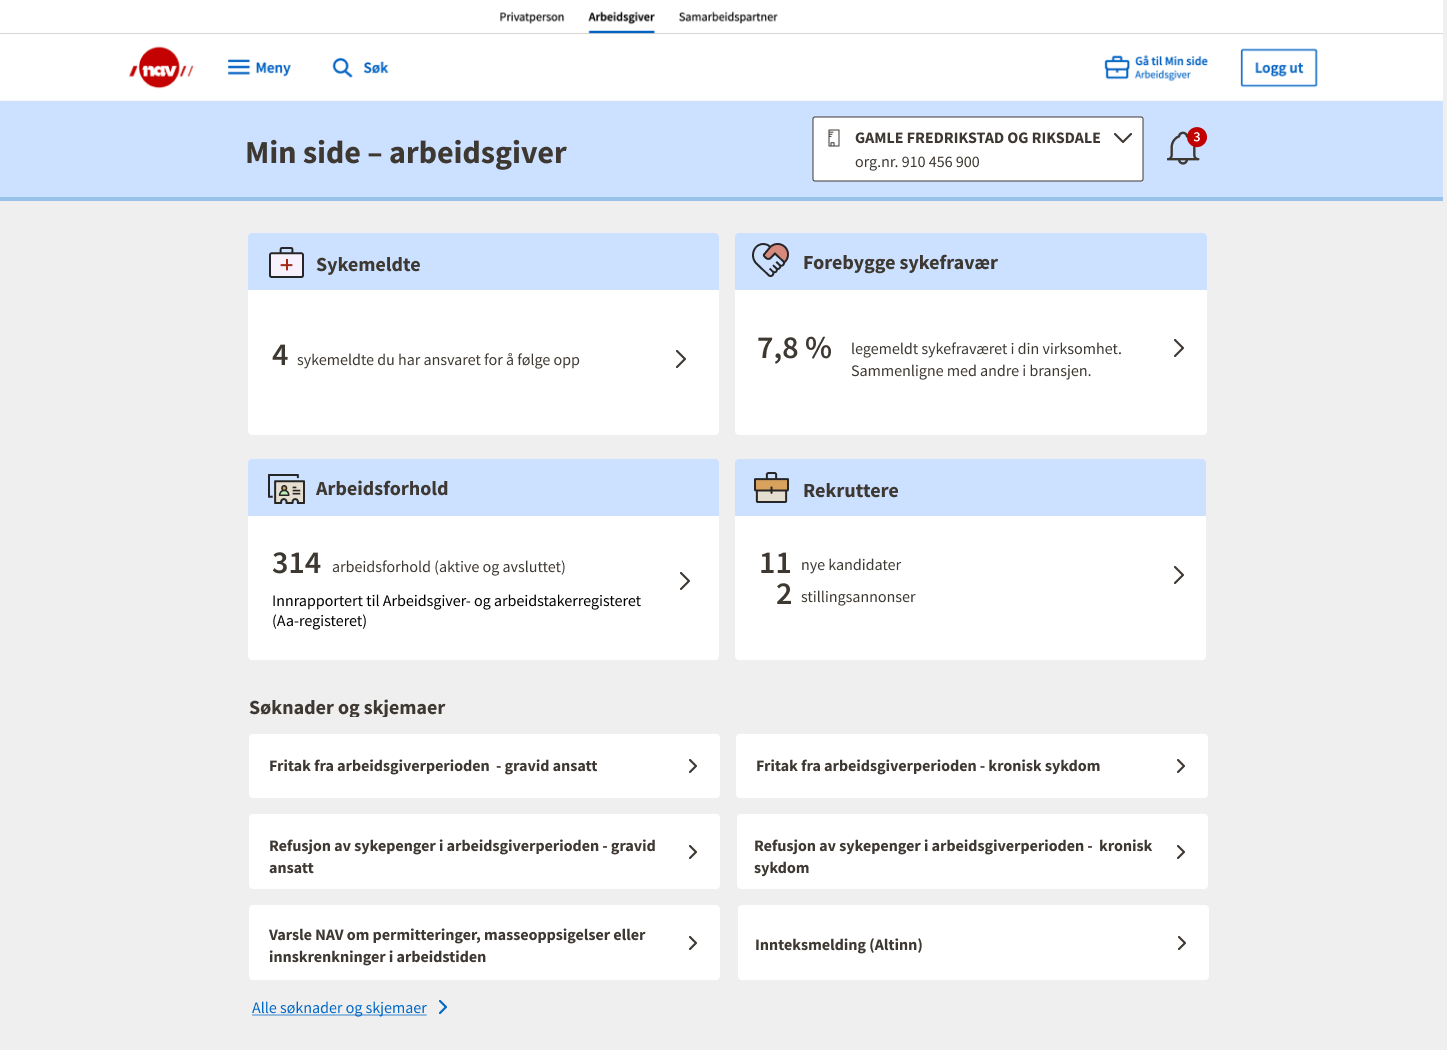 Privatperson Arbeidsgiver Samarbeidspartner
nav Meny Søk Gå til Min side Logg ut
Arbeidsgiver
Min side – arbeidsgiver
GAMLE FREDRIKSTAD OG RIKSDALE
org.nr. 910 456 900
3
Sykemeldte
4 sykemeldte du har ansvaret for å følge opp
Forebygge sykefravær
7,8 % legemeldt sykefraværet i din virksomhet.
Sammenligne med andre i bransjen.
Arbeidsforhold
314 arbeidsforhold (aktive og avsluttet)
Innrapportert til Arbeidsgiver- og arbeidstakerregisteret
(Aa-registeret)
Rekruttere
11 nye kandidater
2 stillingsannonser
Søknader og skjemaer
Fritak fra arbeidsgiverperioden - gravid ansatt
Fritak fra arbeidsgiverperioden - kronisk sykdom
Refusjon av sykepenger i arbeidsgiverperioden - gravid
ansatt
Refusjon av sykepenger i arbeidsgiverperioden - kronisk
sykdom
Varsle NAV om permitteringer, masseoppsigelser eller
innskrenkninger i arbeidstiden
Innteksmelding (Altinn)
Alle søknader og skjemaer